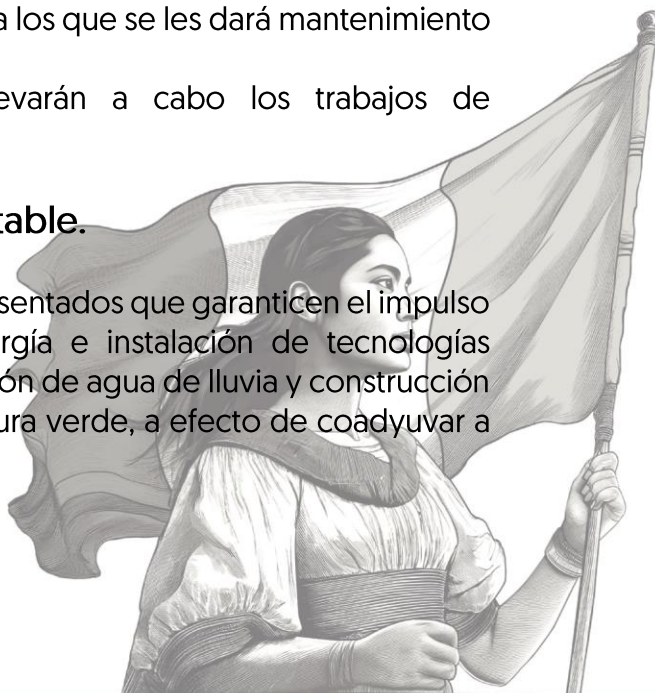 a los que se les dará mantenimiento
evarán a cabo los trabajos de
table.
sentados que garanticen el impulso
rgía e instalación de tecnologías
ón de agua de lluvia y construcción
ura verde, a efecto de coadyuvar a